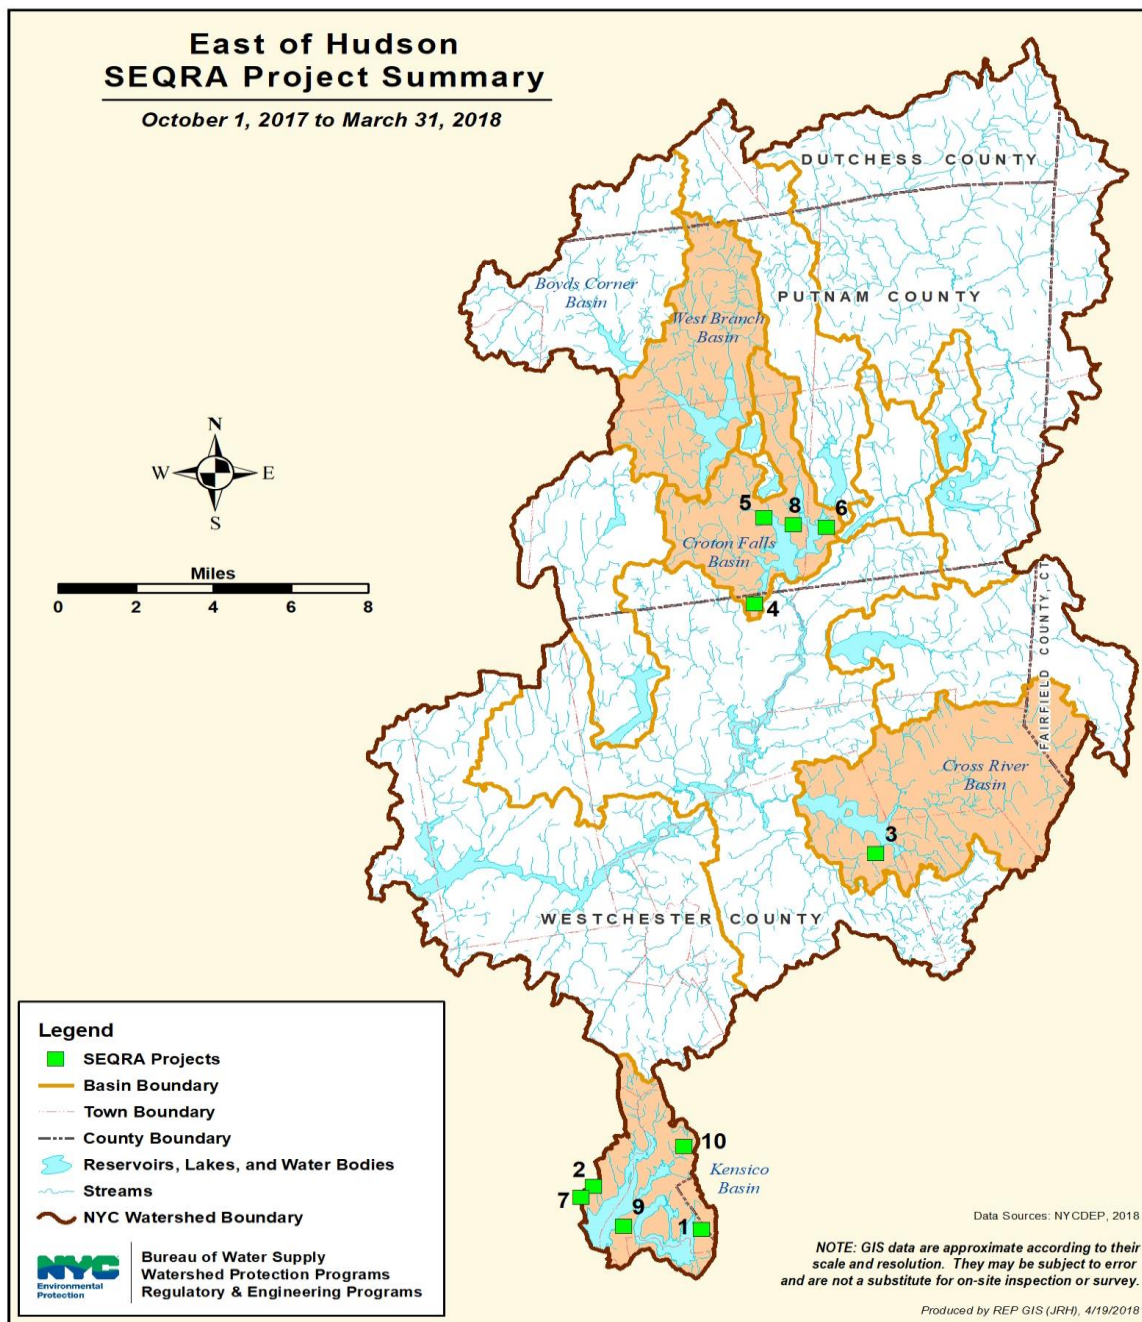 East of Hudson
SEQRA Project Summary
October 1, 2017 to March 31, 2018
DUTCHESS COUNTY
PUTNAM COUNTY
Boyds Corner
Basin
West Branch
Basin
N
W
E
S
Miles
0 2 4 6 8
5
8
6
Croton Falls
Basin
4
FAIRFIELD COUNTY, CT
Cross River
Basin
3
WESTCHESTER COUNTY
Legend
SEQRA Projects
Basin Boundary
Town Boundary
County Boundary
Reservoirs, Lakes, and Water Bodies
Streams
NYC Watershed Boundary
NYC
Environmental
Protection
Bureau of Water Supply
Watershed Protection Programs
Regulatory & Engineering Programs
10
Kensico
Basin
2
7
9
1
Data Sources: NYCDEP, 2018
NOTE: GIS data are approximate according to their
scale and resolution. They may be subject to error
and are not a substitute for on-site inspection or survey.
Produced by REP GIS (JRH), 4/19/2018